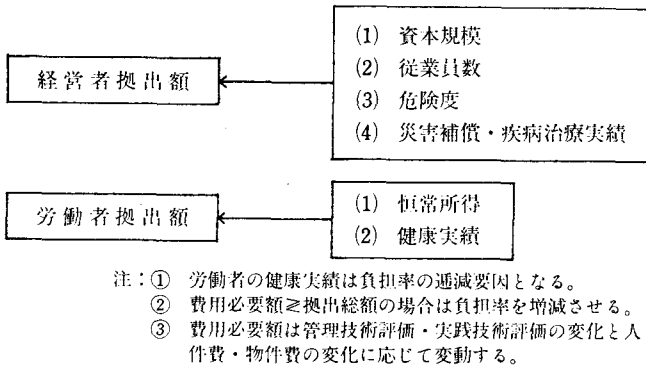 (1) 資本規模
(2) 従業員数
(3) 危険度
(4) 災害補償・疾病治療実績
経営者拠出額
(1) 恒常所得
(2) 健康実績
労働者拠出額
注:① 労働者の健康実績は負担率の逓減要因となる。
② 費用必要額≷拠出総額の場合は負担率を増減させる。
③ 費用必要額は管理技術評価・実践技術評価の変化と人
件費・物件費の変化に応じて変動する。